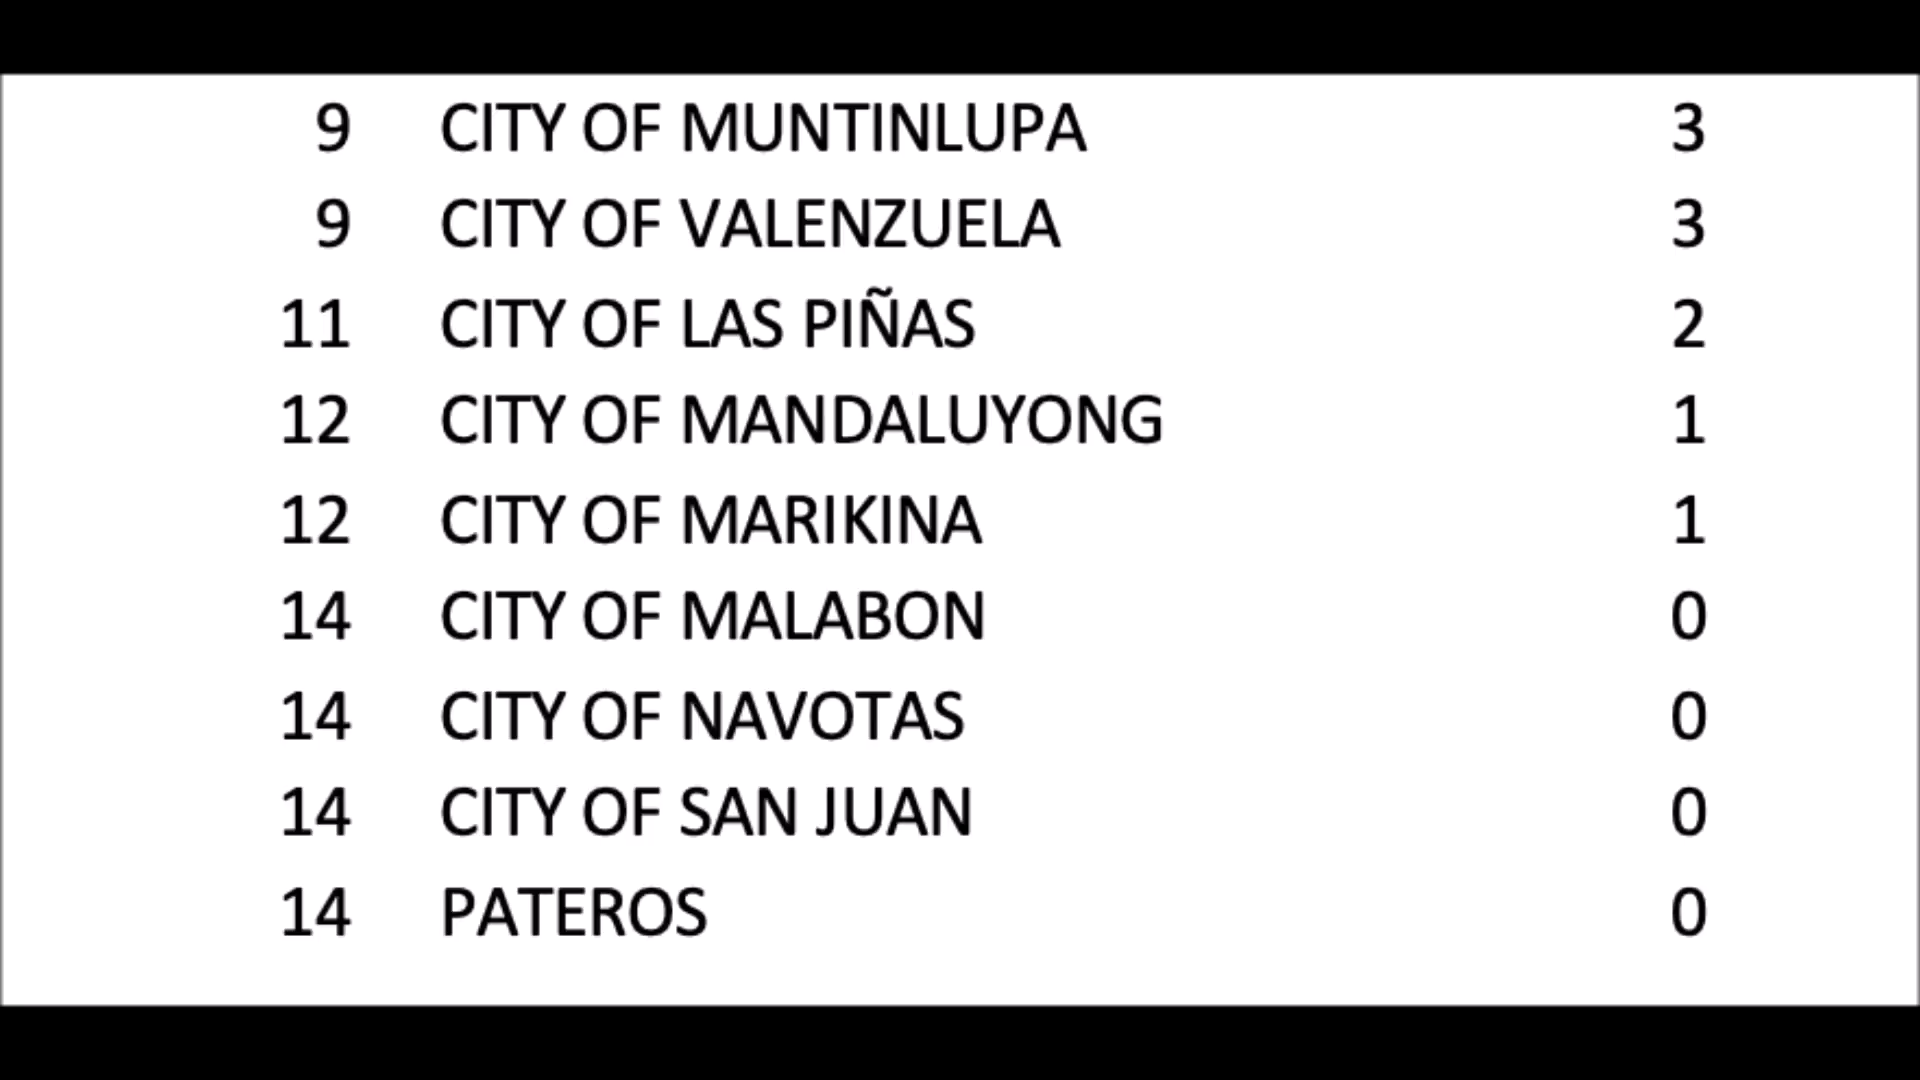 9 CITY OF MUNTINLUPA 3
9 CITY OF VALENZUELA 3
11 CITY OF LAS PIÑAS 2
12 CITY OF MANDALUYONG 1
12 CITY OF MARIKINA 1
14 CITY OF MALABON 0
14 CITY OF NAVOTAS 0
14 CITY OF SAN JUAN 0
14 PATEROS 0